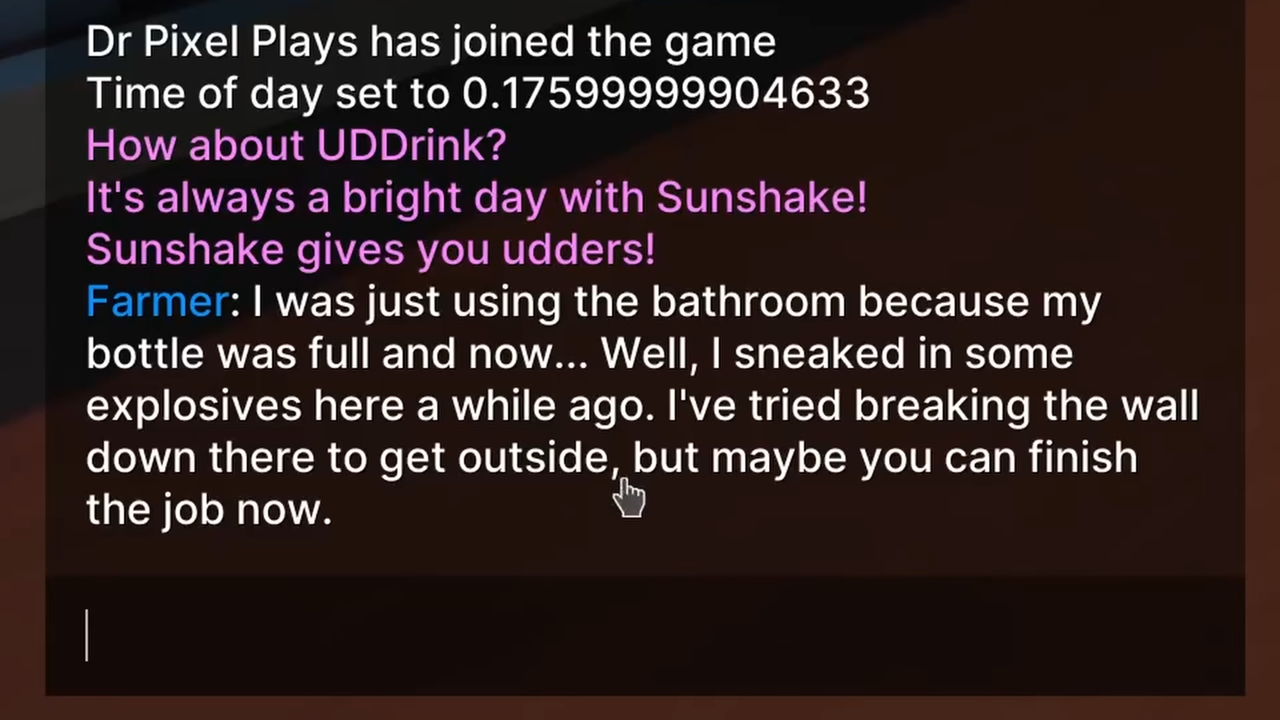 Dr Pixel Plays has joined the game
Time of day set to 0.17599999904633
How about UDDrink?
It's always a bright day with Sunshake!
Sunshake gives you udders!
Farmer: I was just using the bathroom because my
bottle was full and now... Well, I sneaked in some
explosives here a while ago. I've tried breaking the wall
down there to get outside, but maybe you can finish
the job now.